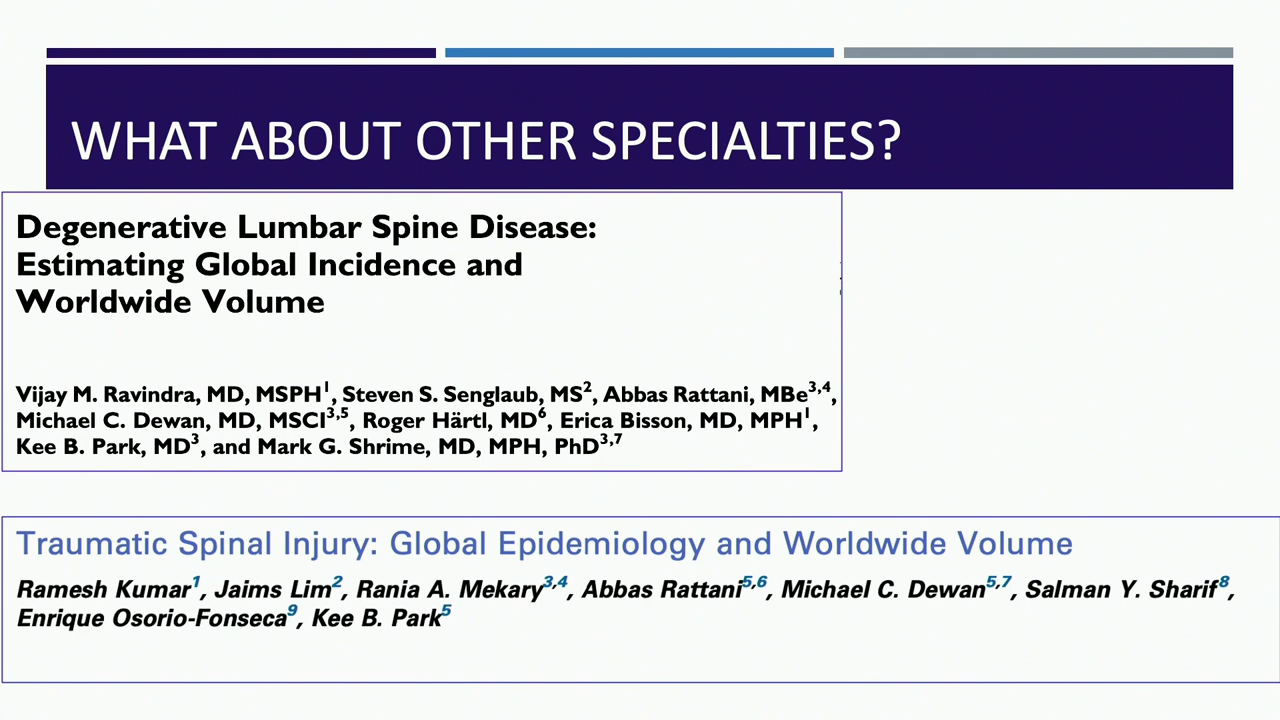 WHAT ABOUT OTHER SPECIALTIES?
Degenerative Lumbar Spine Disease:
Estimating Global Incidence and
Worldwide Volume
Vijay M. Ravindra, MD, MSPH¹, Steven S. Senglaub, MS², Abbas Rattani, MBe³,⁴,
Michael C. Dewan, MD, MSCI³,⁵, Roger Härtl, MD⁶, Erica Bisson, MD, MPH¹,
Kee B. Park, MD³, and Mark G. Shrime, MD, MPH, PhD³,⁷
Traumatic Spinal Injury: Global Epidemiology and Worldwide Volume
Ramesh Kumar¹, Jaims Lim², Rania A. Mekary³,⁴, Abbas Rattani⁵,⁶, Michael C. Dewan⁵,⁷, Salman Y. Sharif⁸,
Enrique Osorio-Fonseca⁹, Kee B. Park⁵